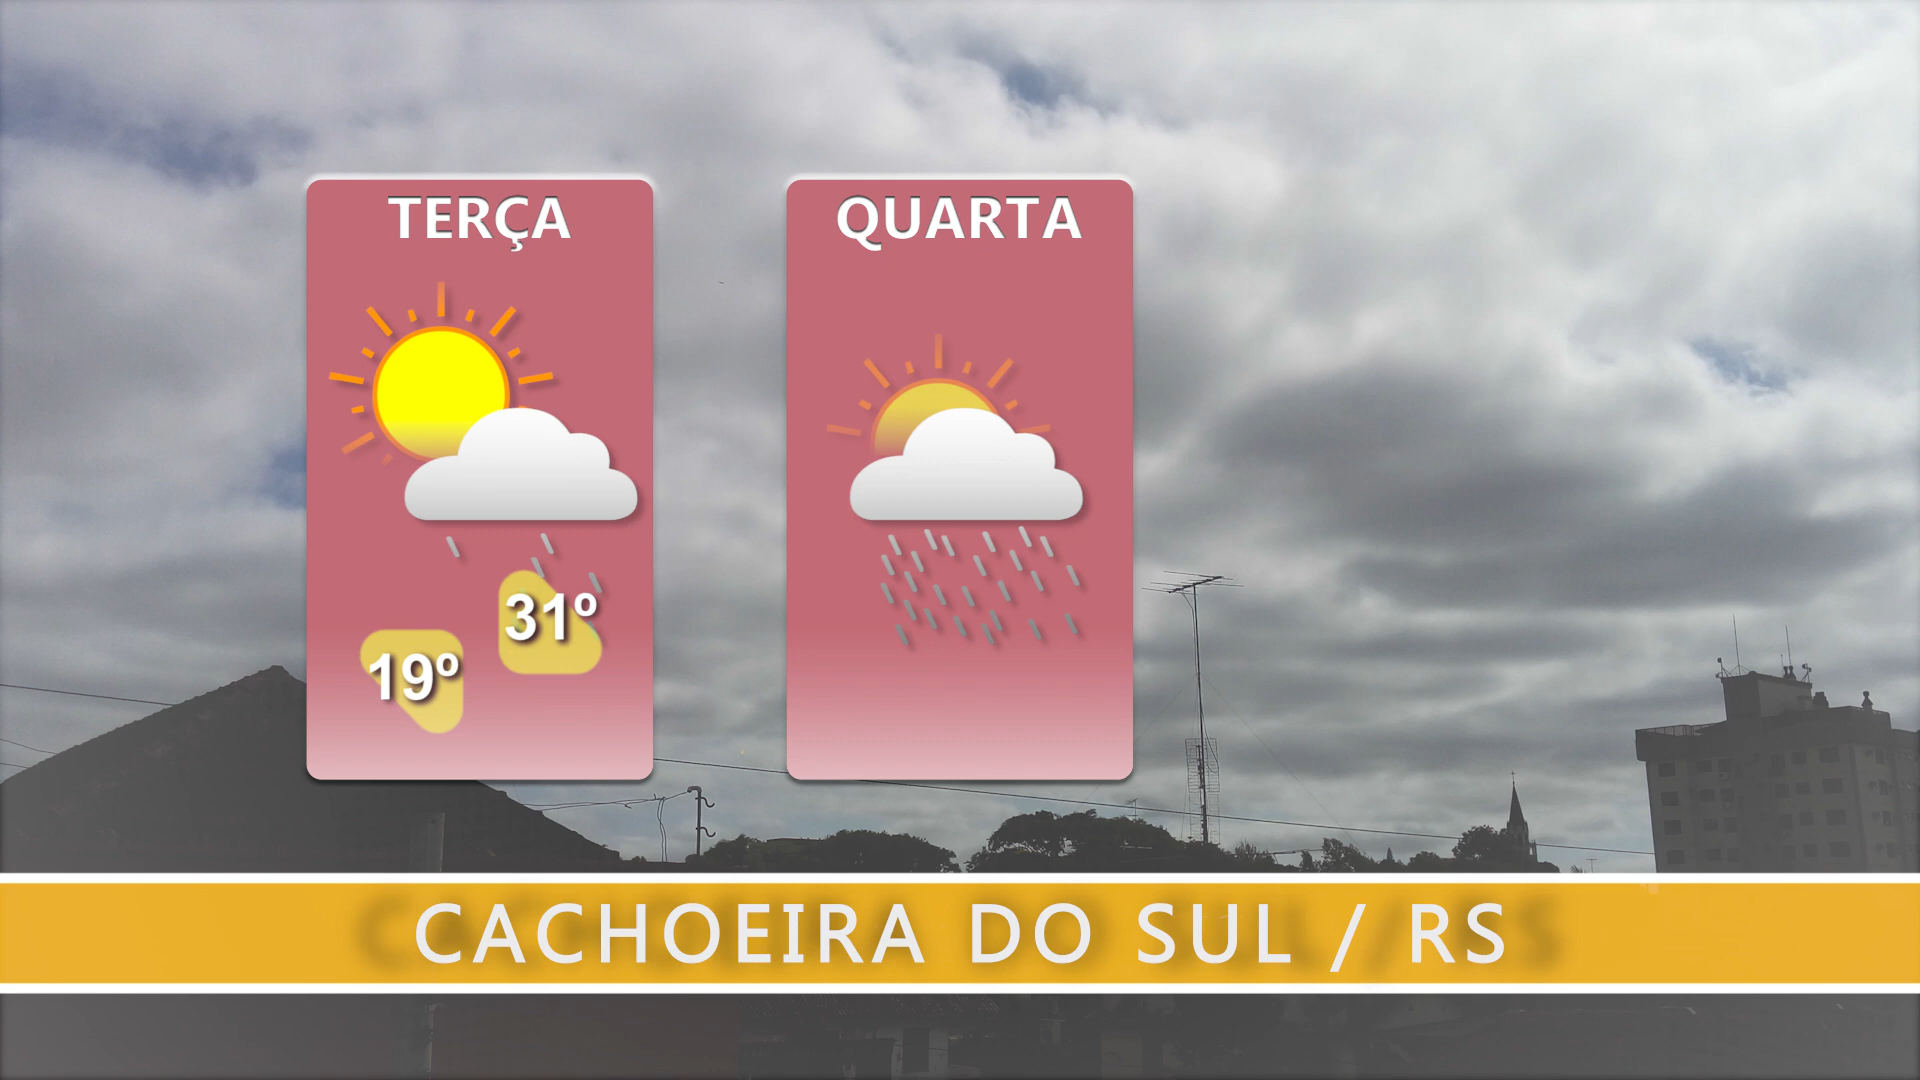 TERÇA
QUARTA
31º
19º
CACHOEIRA DO SUL / RS